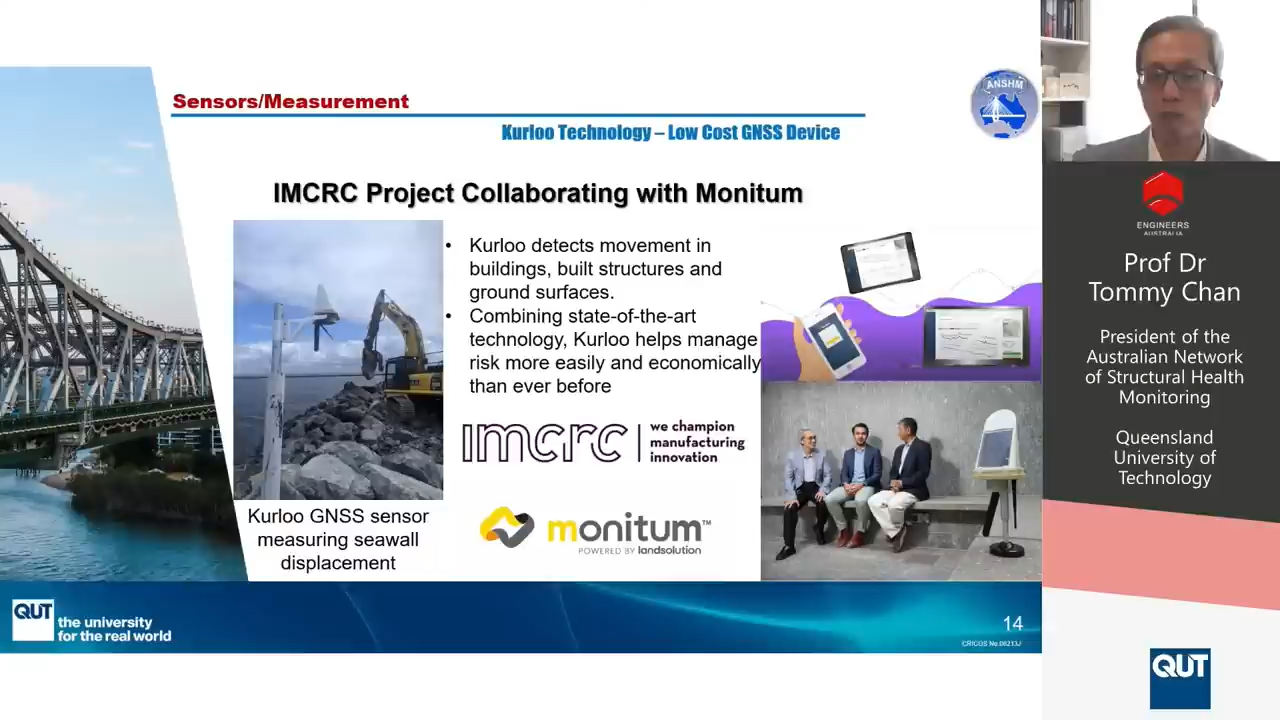 Sensors/Measurement
ANSHM
Kurloo Technology – Low Cost GNSS Device
IMCRC Project Collaborating with Monitum
• Kurloo detects movement in
buildings, built structures and
ground surfaces.
• Combining state-of-the-art
technology, Kurloo helps manage
risk more easily and economically
than ever before
imcrc
we champion
manufacturing
innovation
monitum™
POWERED BY landsolution
Kurloo GNSS sensor
measuring seawall
displacement
QUT
the university
for the real world
14
CRICOS No.00213J
ENGINEERS
AUSTRALIA
Prof Dr
Tommy Chan
President of the
Australian Network
of Structural Health
Monitoring
Queensland
University of
Technology
QUT